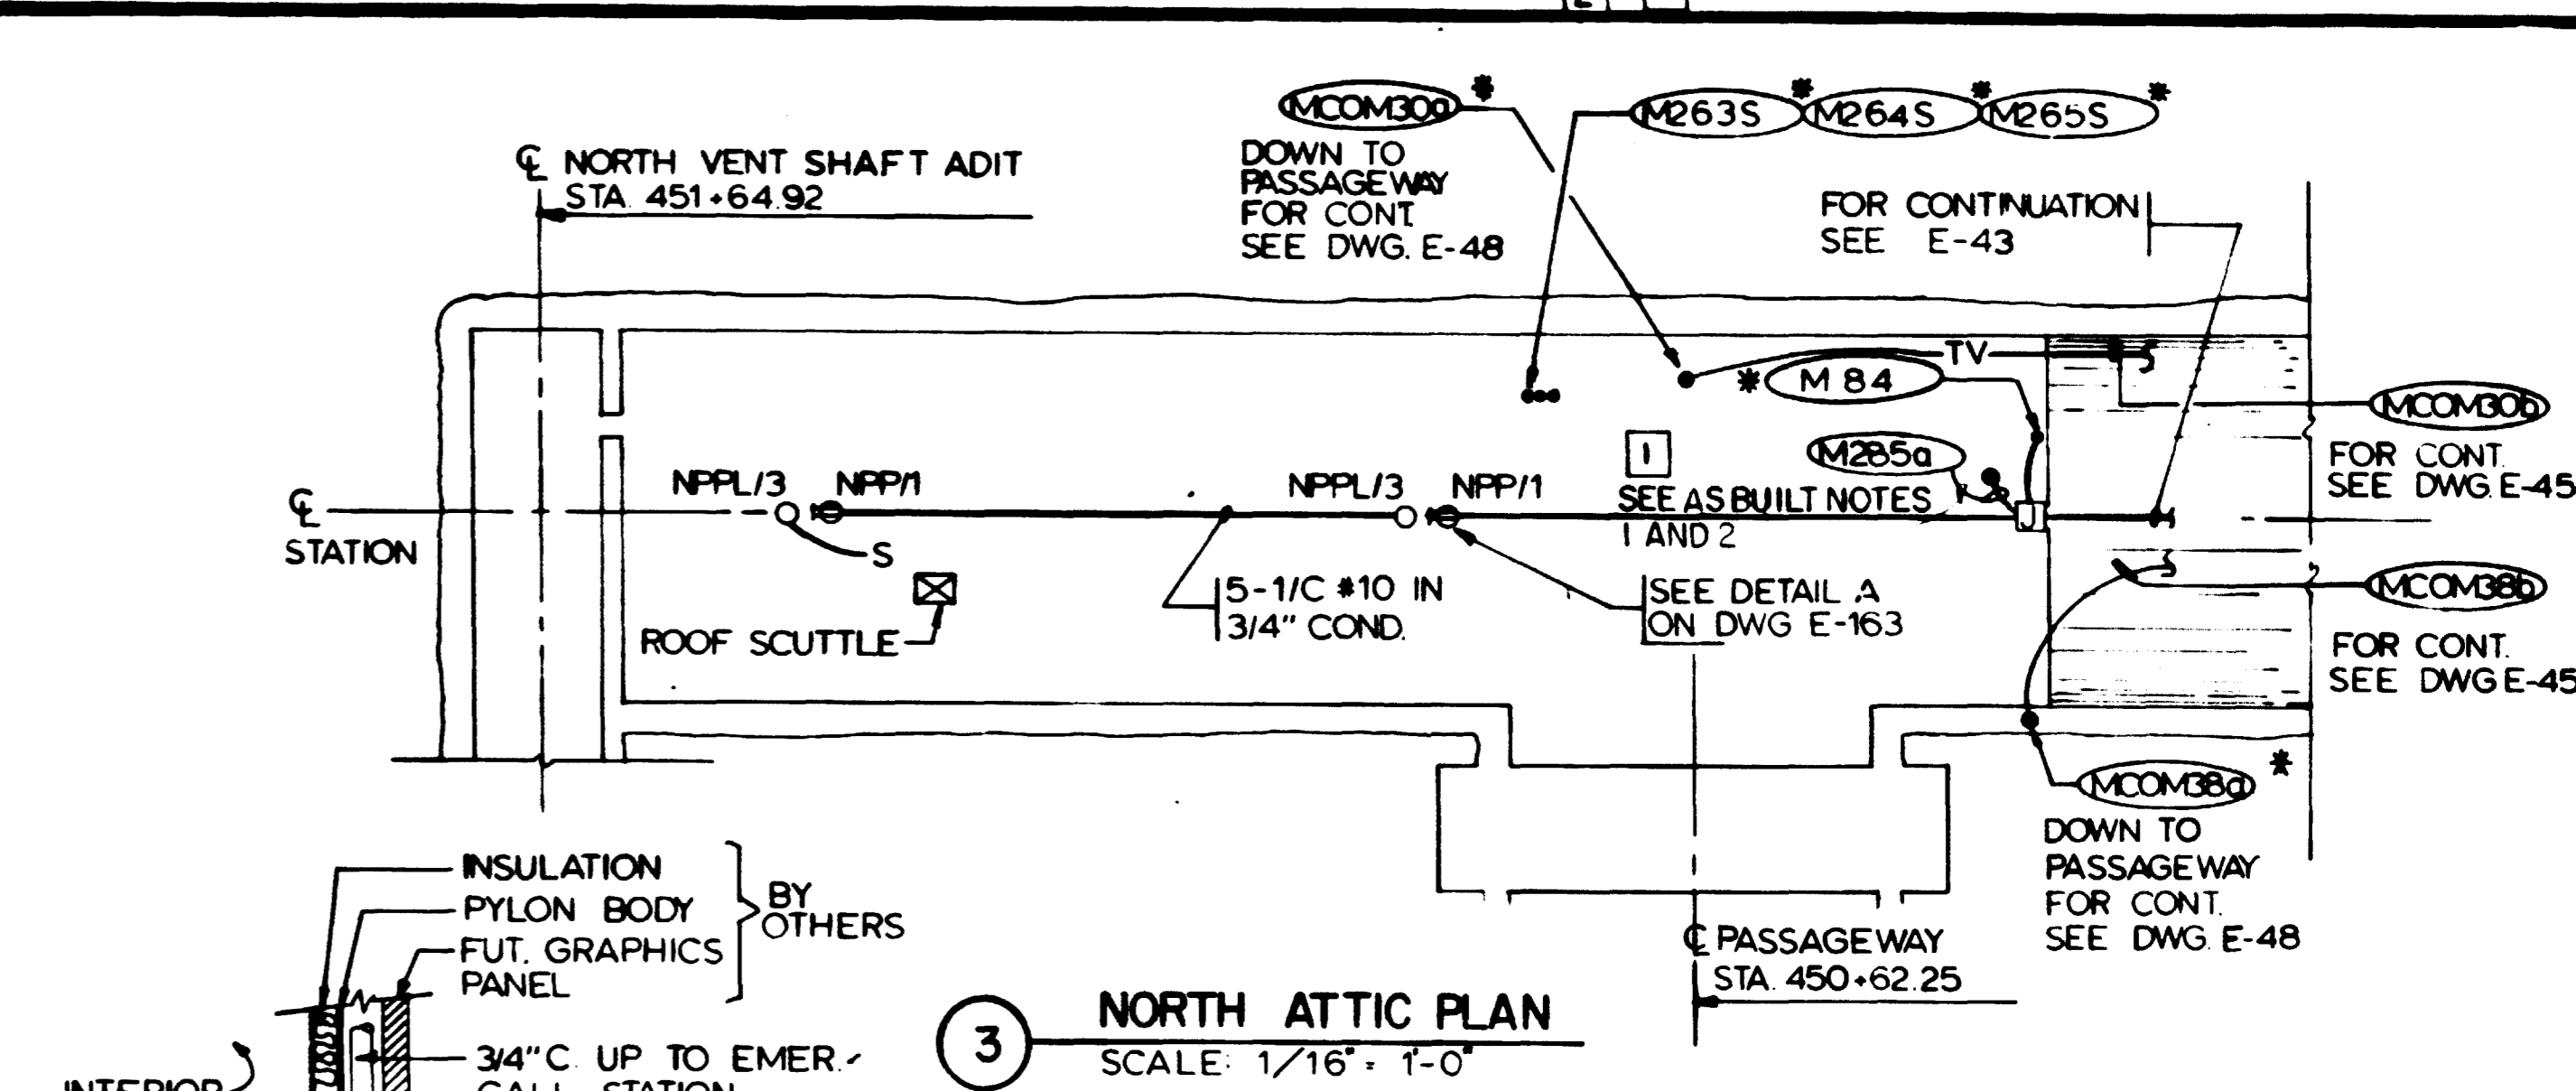 MCOM30a *
M263S * M264S * M265S *
DOWN TO
PASSAGEWAY
FOR CONT.
SEE DWG. E-48
℄ NORTH VENT SHAFT ADIT
STA. 451+64.92
FOR CONTINUATION
SEE E-43
TV
* M 84
MCOM30b
FOR CONT.
SEE DWG. E-45
M285a
1
SEE AS BUILT NOTES
1 AND 2
J
NPPL/3 NPP/1
NPPL/3 NPP/1
℄
STATION
S
5-1/C #10 IN
3/4" COND.
SEE DETAIL A
ON DWG E-163
ROOF SCUTTLE
MCOM38b
FOR CONT.
SEE DWG E-45
MCOM38a *
DOWN TO
PASSAGEWAY
FOR CONT.
SEE DWG. E-48
INSULATION
PYLON BODY
FUT. GRAPHICS
PANEL
BY
OTHERS
℄ PASSAGEWAY
STA. 450+62.25
3 NORTH ATTIC PLAN
SCALE: 1/16" = 1'-0"
3/4" C. UP TO EMER.
CALL STATION
INTERIOR